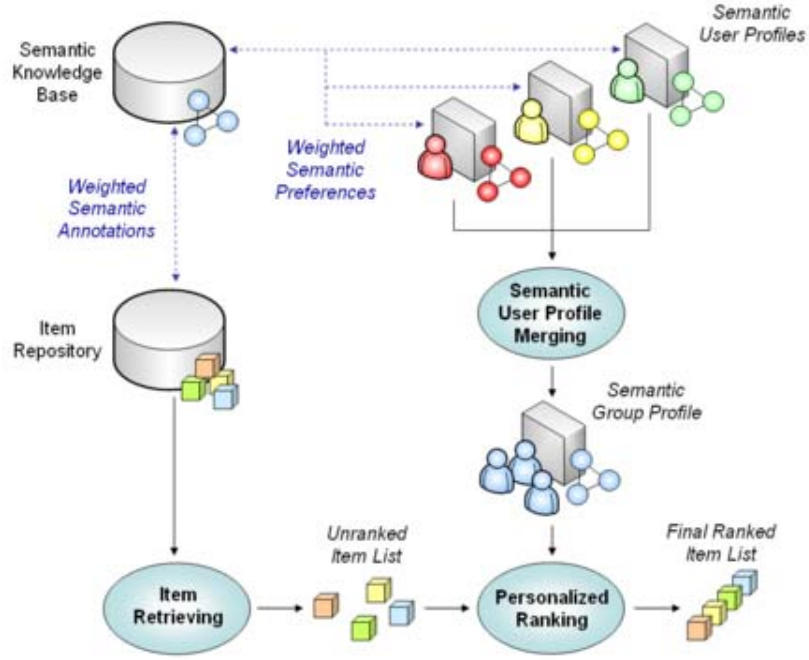 Semantic
Knowledge
Base
Semantic
User Profiles
Weighted
Semantic
Preferences
Weighted
Semantic
Annotations
Item
Repository
Semantic
User Profile
Merging
Semantic
Group Profile
Unranked
Item List
Final Ranked
Item List
Item
Retrieving
Personalized
Ranking